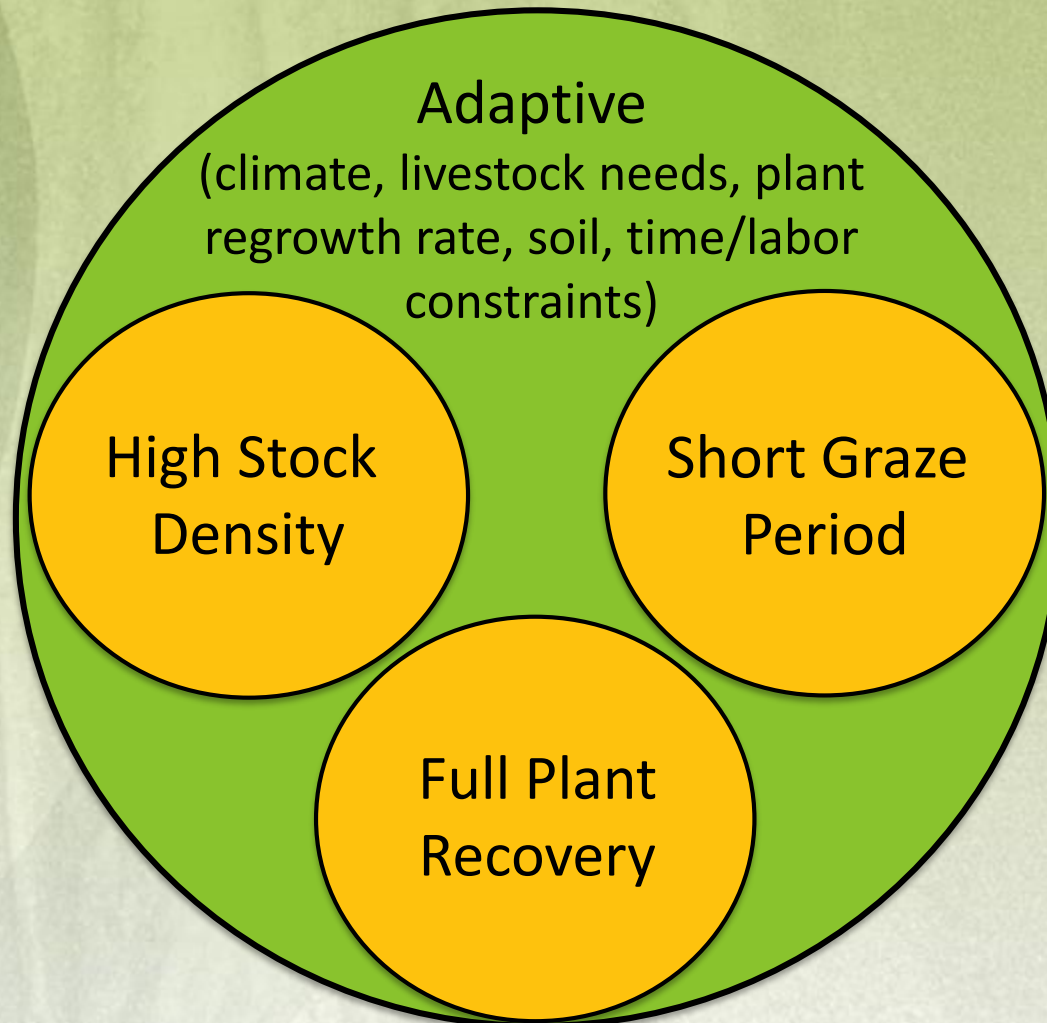 Adaptive
(climate, livestock needs, plant
regrowth rate, soil, time/labor
constraints)
High Stock
Density
Short Graze
Period
Full Plant
Recovery